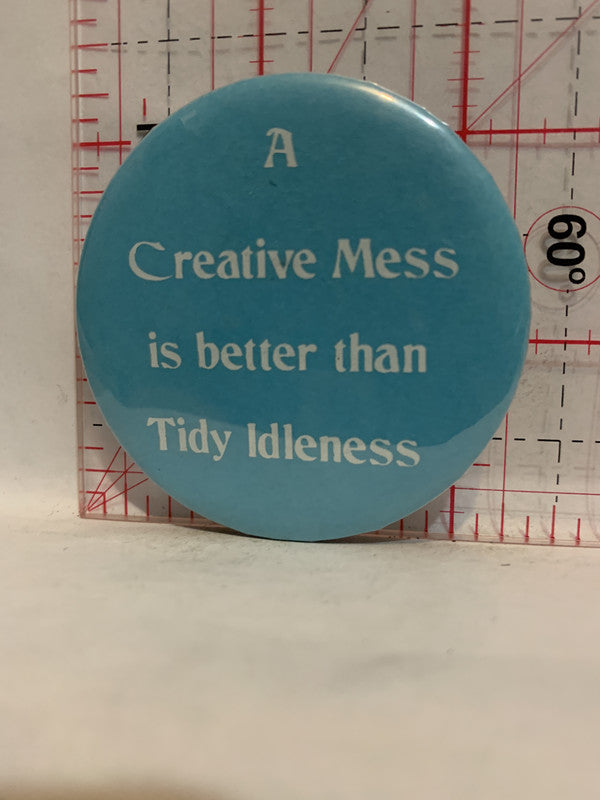 A
Creative Mess
is better than
Tidy Idleness
60°